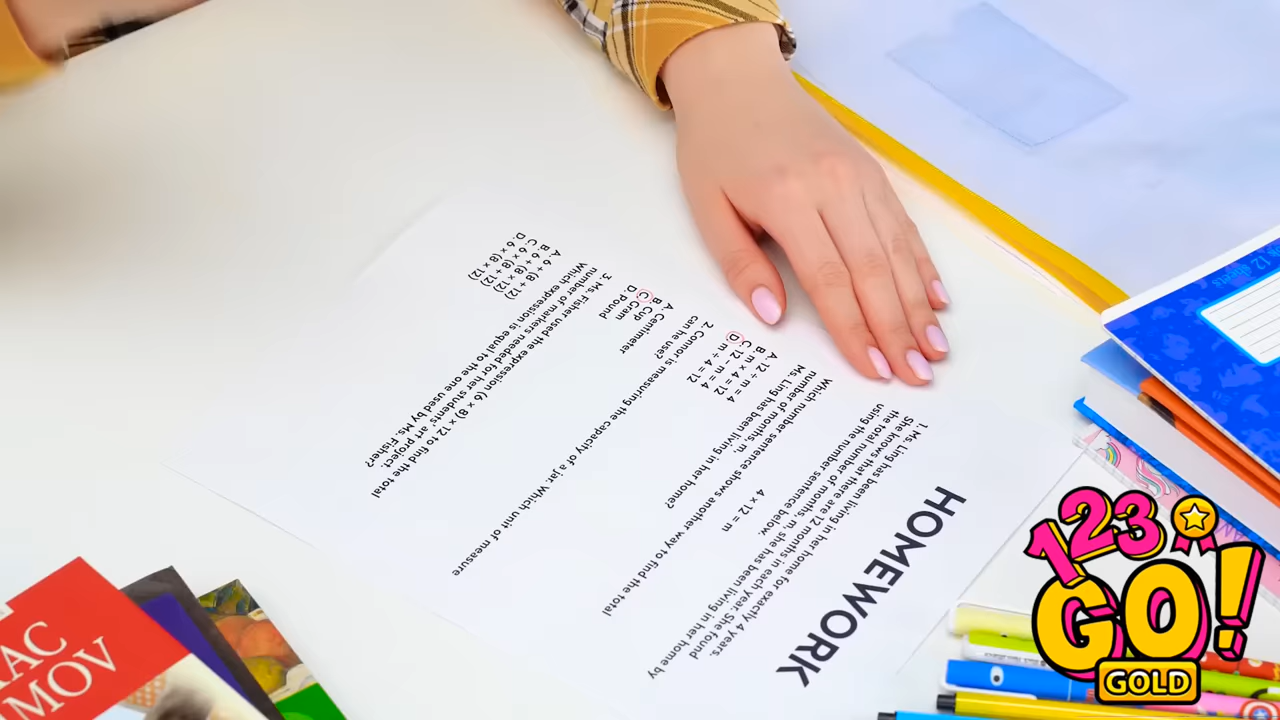 HOMEWORK
1. Ms. Ling has been living in her home for exactly 4 years.
She knows that there are 12 months in each year. She found
the total number of months, m, she has been living in her home by
using the number sentence below.
4 x 12 = m
Which number sentence shows another way to find the total
number of months, m,
Ms. Ling has been living in her home?
A. 12 ÷ m = 4
B. m x 4 = 12
C. 12 − m = 4
D. m ÷ 4 = 12
2. Conor is measuring the capacity of a jar. Which unit of measure
can he use?
A. Centimeter
B. Cup
C. Gram
D. Pound
3. Ms. Fisher used the expression (6 x 8) x 12 to find the total
number of markers needed for her students' art project.
Which expression is equal to the one used by Ms. Fisher?
A. 6 + (8 + 12)
B. 6 + (8 x 12)
C. 6 x (8 + 12)
D. 6 x (8 x 12)
123
GO!
GOLD